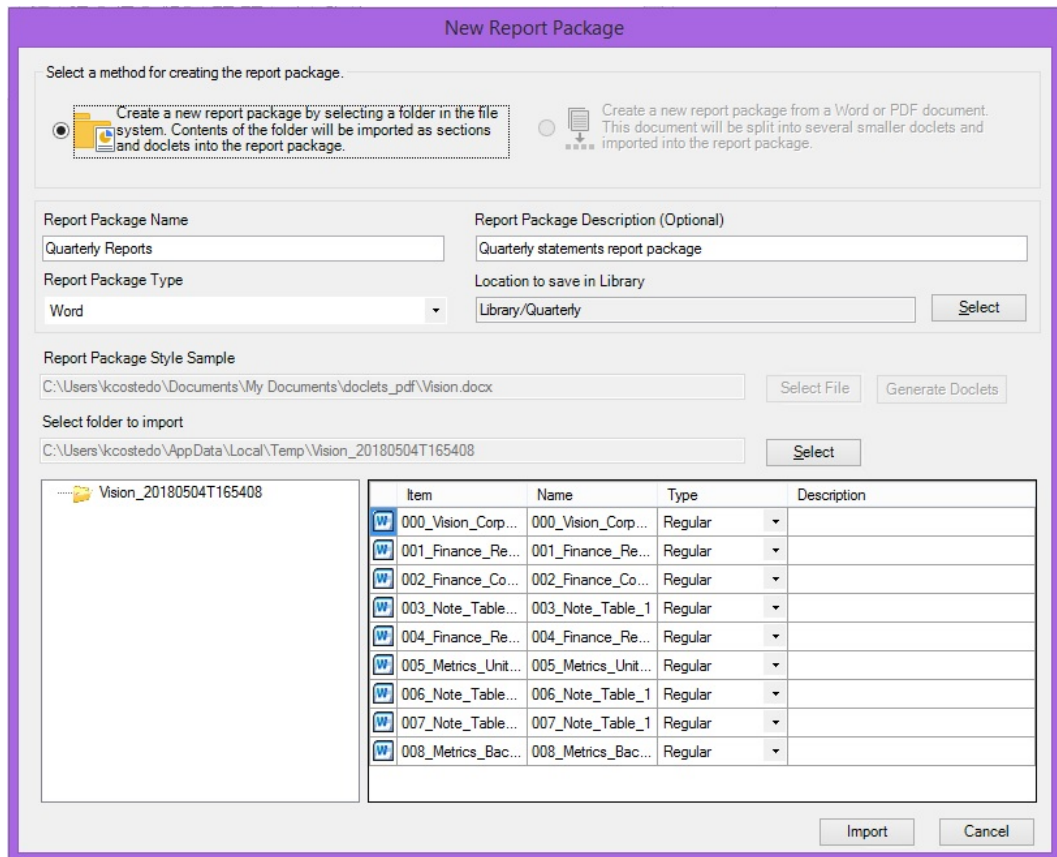 New Report Package
Select a method for creating the report package.
Create a new report package by selecting a folder in the file
system. Contents of the folder will be imported as sections
and doclets into the report package.
Create a new report package from a Word or PDF document.
This document will be split into several smaller doclets and
imported into the report package.
Report Package Name
Report Package Description (Optional)
Quarterly Reports
Quarterly statements report package
Report Package Type
Location to save in Library
Word
Library/Quarterly
Select
Report Package Style Sample
C:\Users\kcostedo\Documents\My Documents\doclets_pdf\Vision.docx
Select File
Generate Doclets
Select folder to import
C:\Users\kcostedo\AppData\Local\Temp\Vision_20180504T165408
Select
Vision_20180504T165408
Item Name Type Description
000_Vision_Corp... 000_Vision_Corp... Regular
001_Finance_Re... 001_Finance_Re... Regular
002_Finance_Co... 002_Finance_Co... Regular
003_Note_Table... 003_Note_Table_1 Regular
004_Finance_Re... 004_Finance_Re... Regular
005_Metrics_Unit... 005_Metrics_Unit... Regular
006_Note_Table... 006_Note_Table_1 Regular
007_Note_Table... 007_Note_Table_1 Regular
008_Metrics_Bac... 008_Metrics_Bac... Regular
Import
Cancel